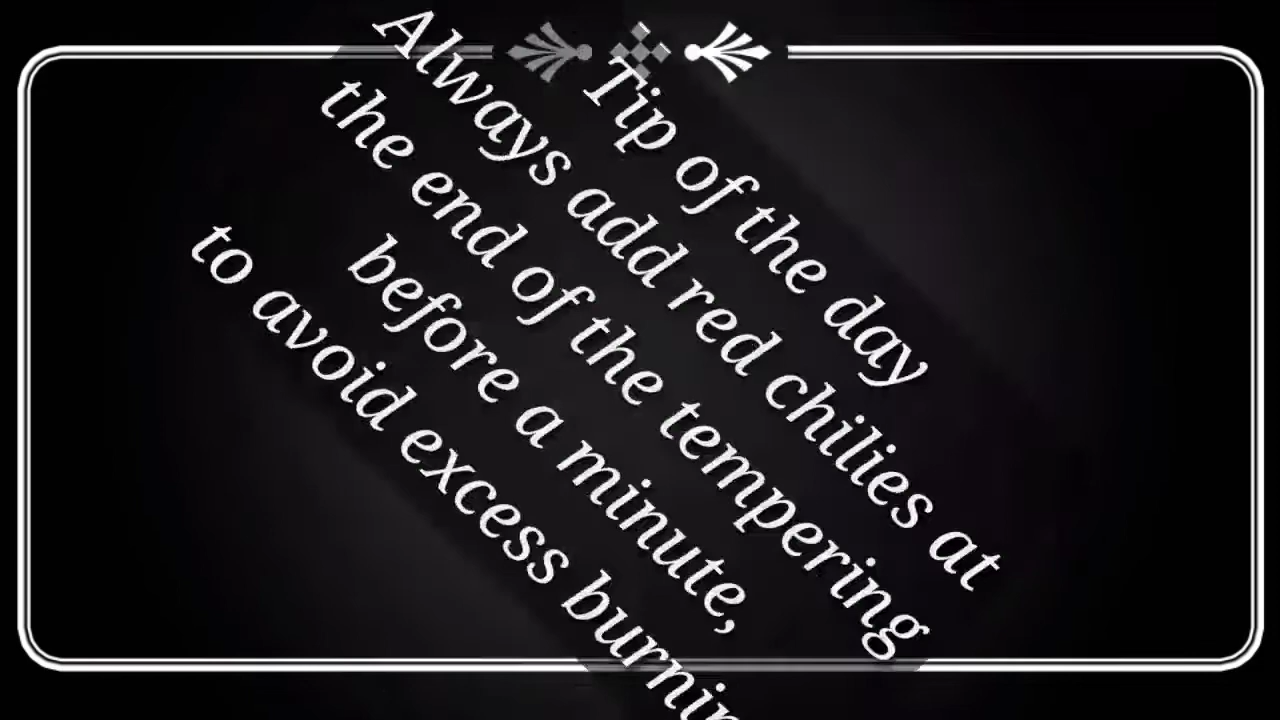 Tip of the day
Always add red chilies at
the end of the tempering
before a minute,
to avoid excess